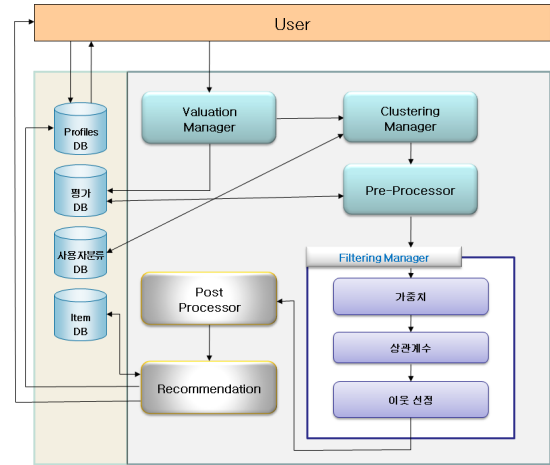 User
Profiles
DB
평가
DB
사용자분류
DB
Item
DB
Valuation
Manager
Clustering
Manager
Pre-Processor
Filtering Manager
가중치
상관계수
이웃 선정
Post
Processor
Recommendation